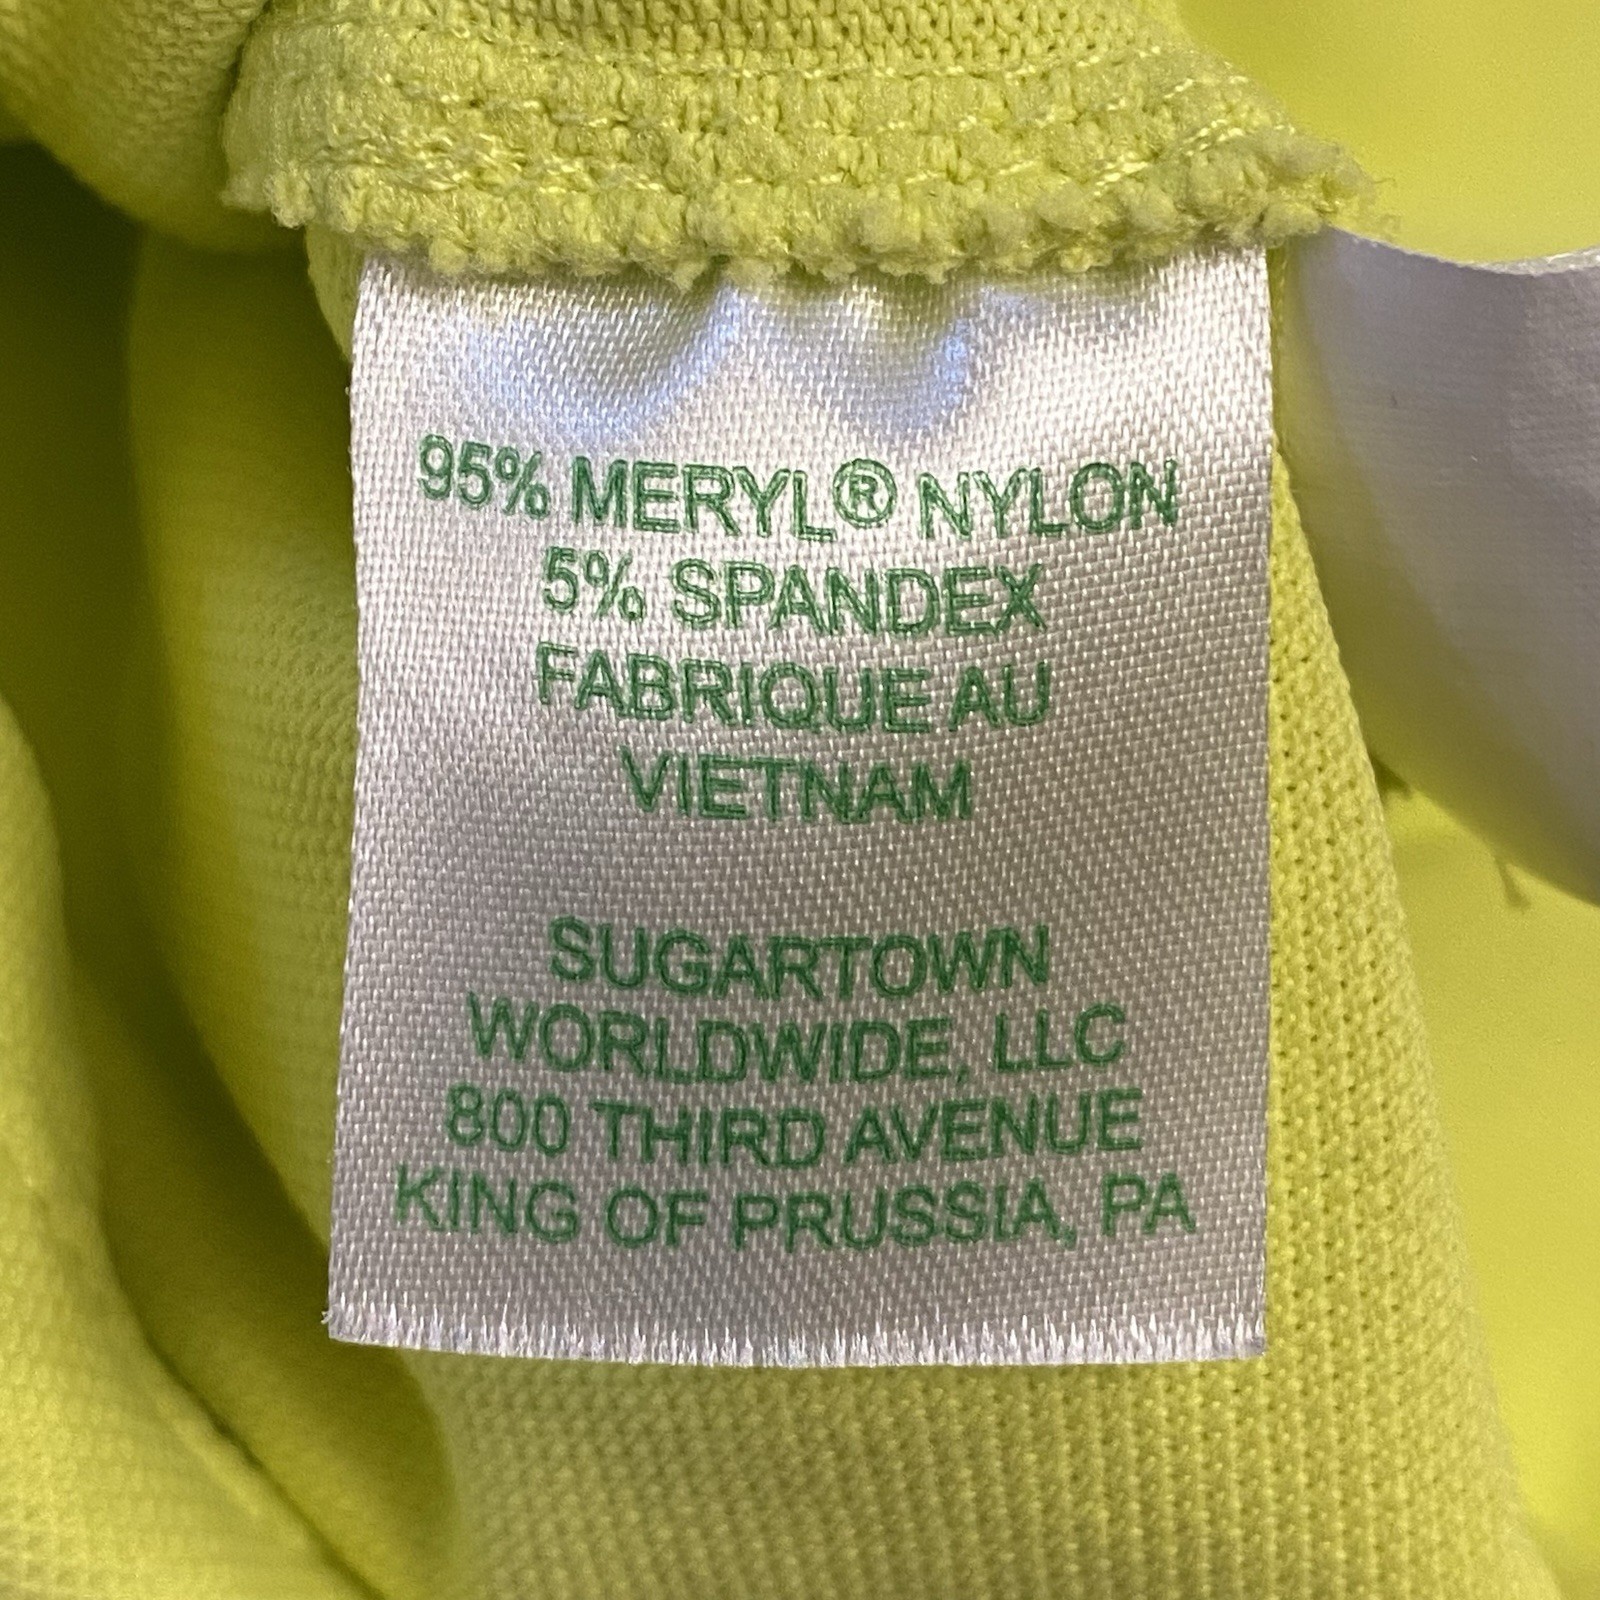 95% MERYL® NYLON
5% SPANDEX
FABRIQUE AU
VIETNAM
SUGARTOWN
WORLDWIDE, LLC
800 THIRD AVENUE
KING OF PRUSSIA, PA